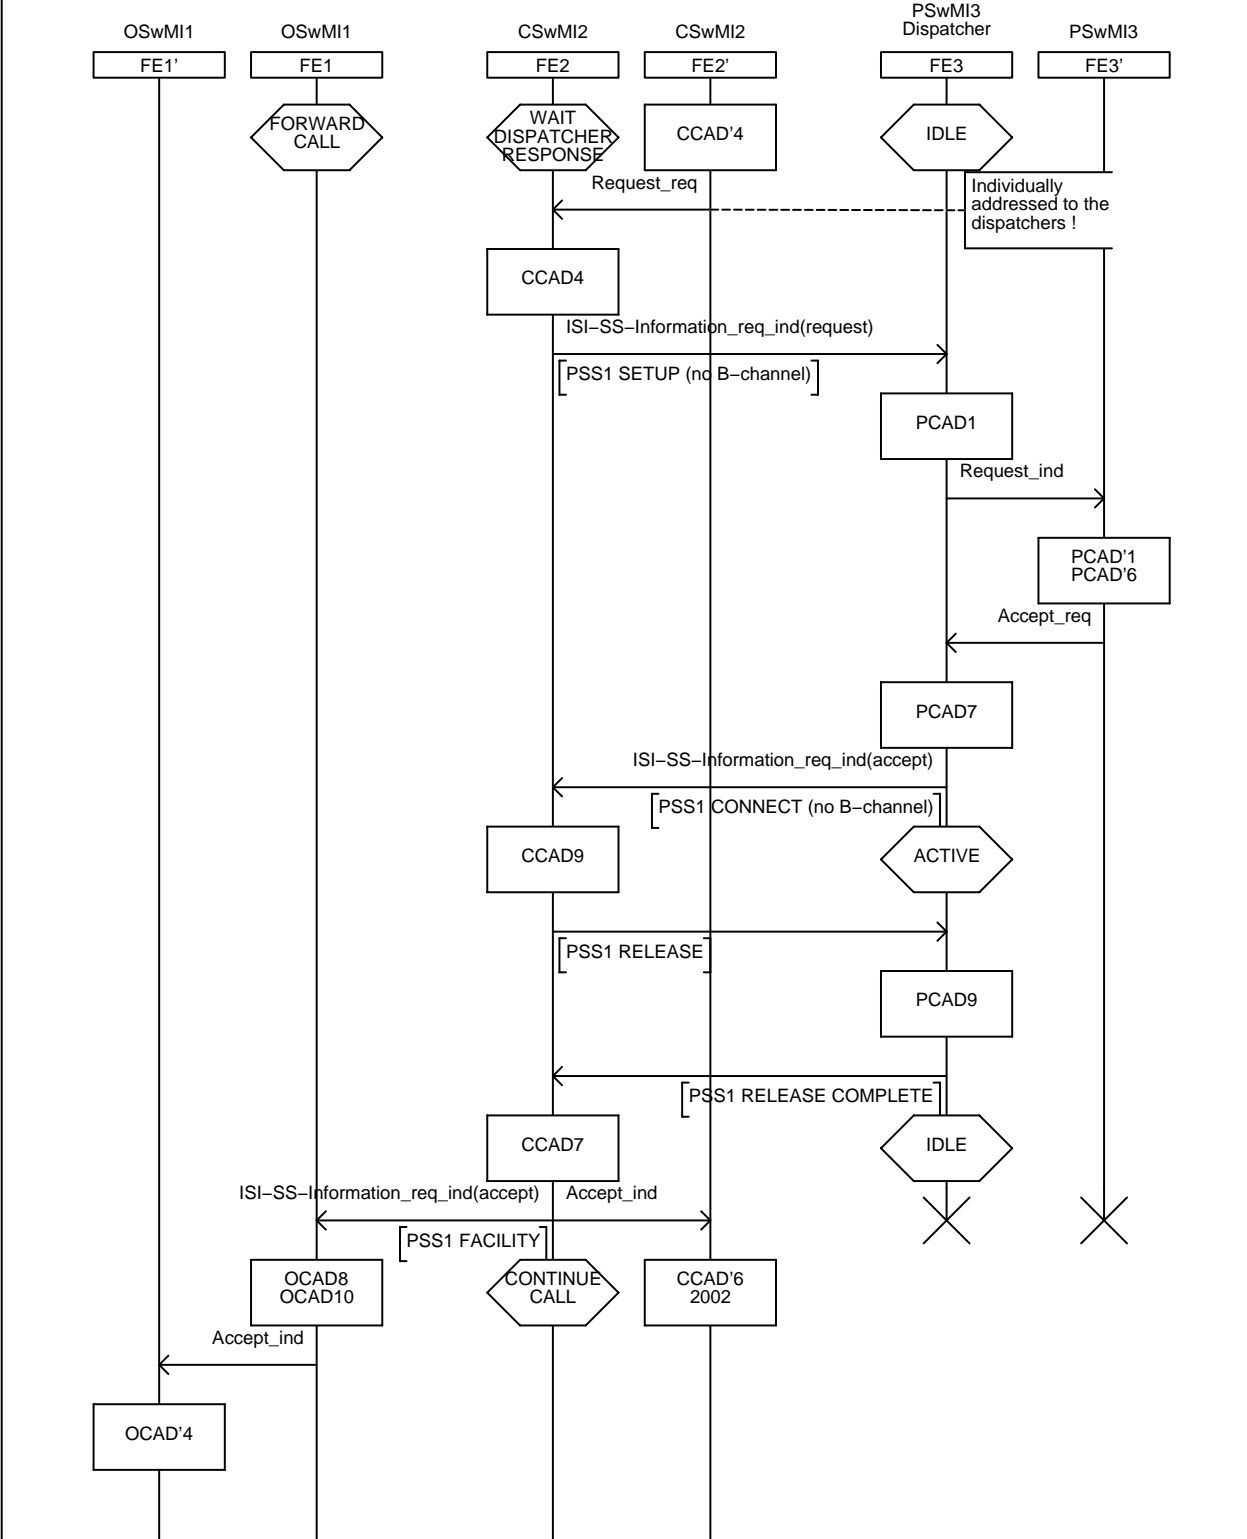 OSwMI1
OSwMI1
CSwMI2
CSwMI2
PSwMI3
Dispatcher
PSwMI3
FE1'
FE1
FE2
FE2'
FE3
FE3'
FORWARD
CALL
WAIT
DISPATCHER
RESPONSE
CCAD'4
IDLE
Request_req
Individually
addressed to the
dispatchers !
CCAD4
ISI−SS−Information_req_ind(request)
PSS1 SETUP (no B−channel)
PCAD1
Request_ind
PCAD'1
PCAD'6
Accept_req
PCAD7
ISI−SS−Information_req_ind(accept)
PSS1 CONNECT (no B−channel)
CCAD9
ACTIVE
PSS1 RELEASE
PCAD9
PSS1 RELEASE COMPLETE
CCAD7
IDLE
ISI−SS−Information_req_ind(accept)
Accept_ind
PSS1 FACILITY
OCAD8
OCAD10
CONTINUE
CALL
CCAD'6
2002
Accept_ind
OCAD'4